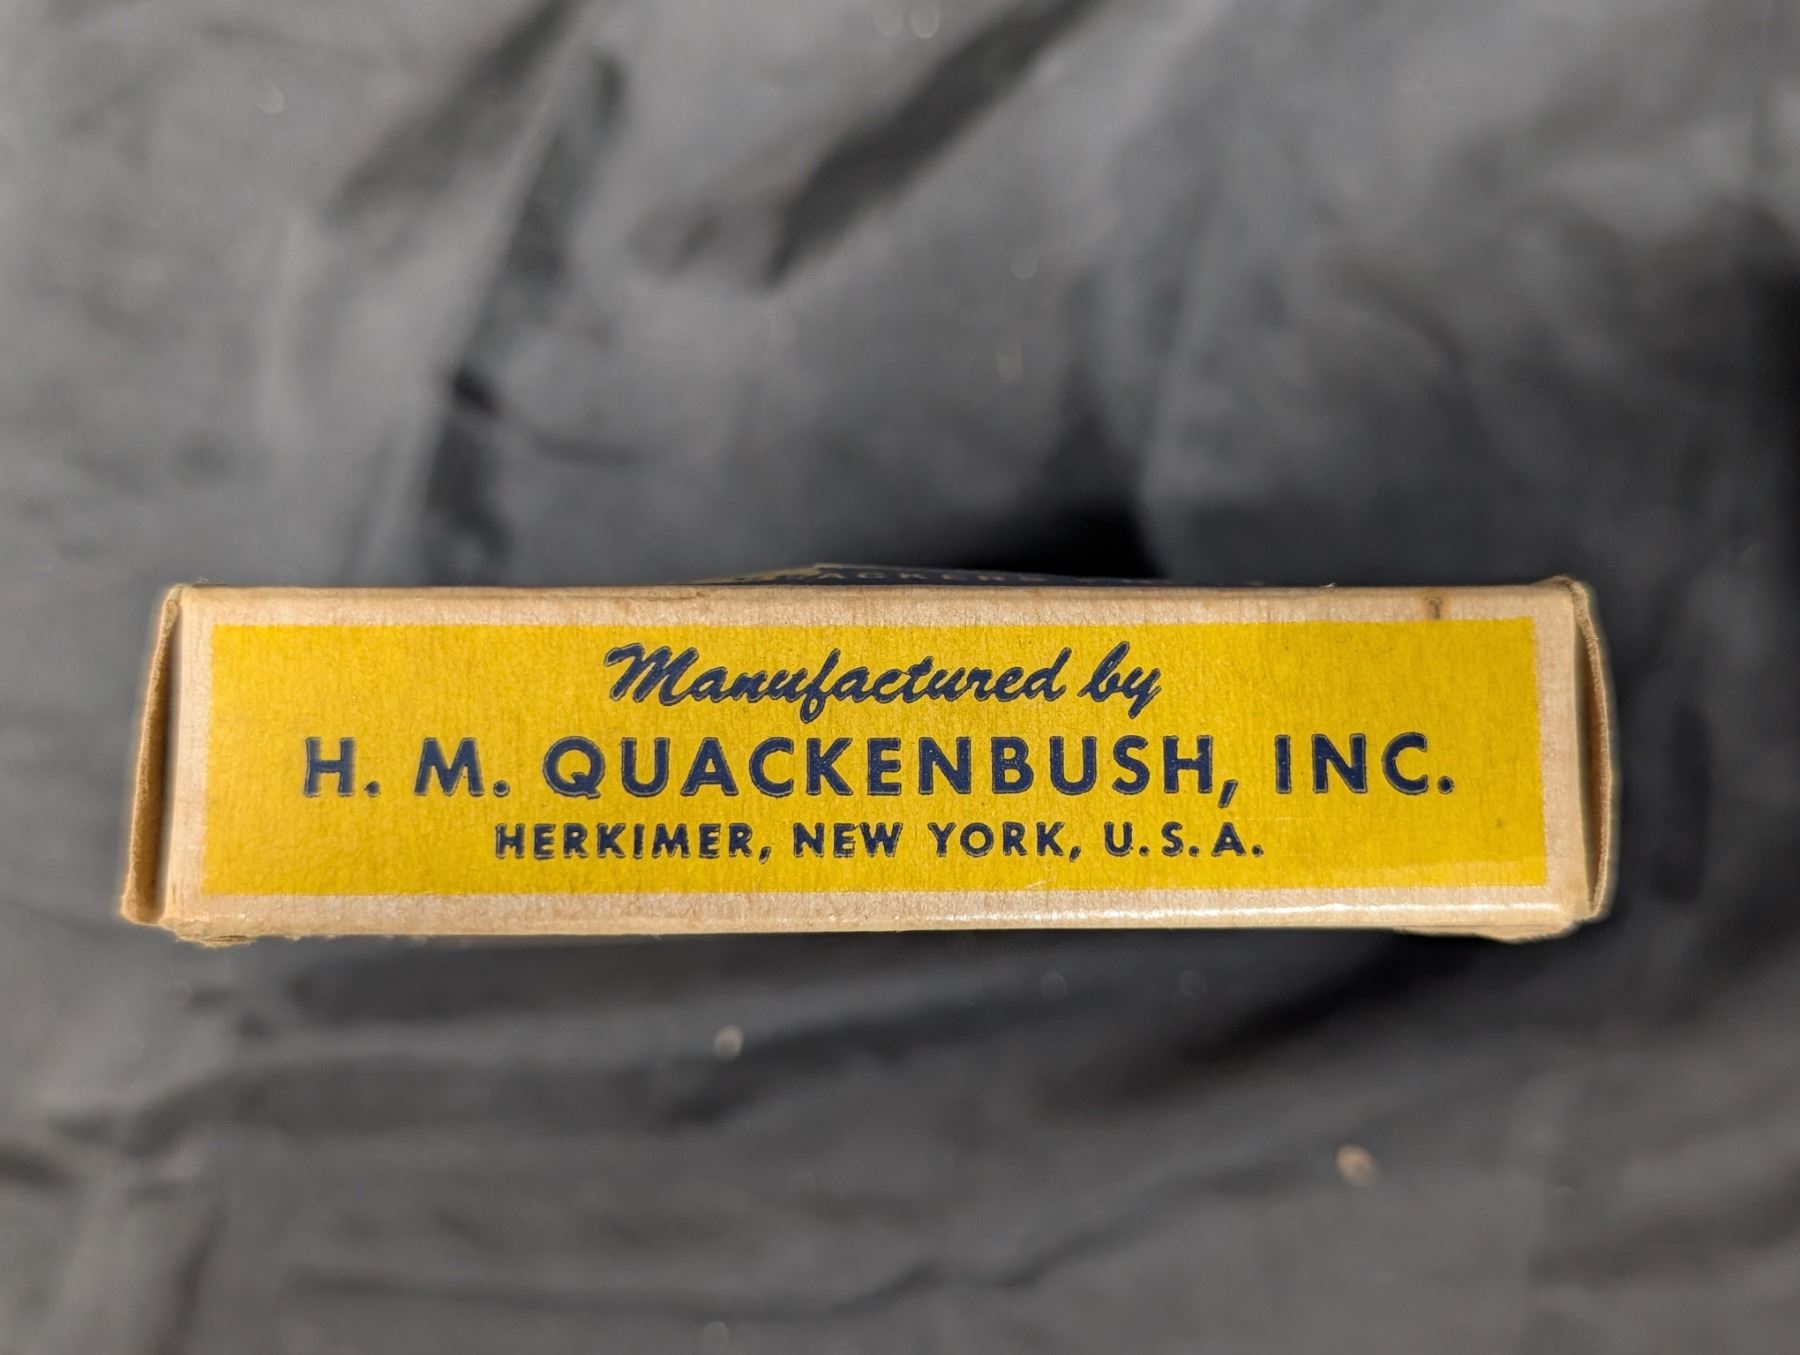 Manufactured by
H. M. QUACKENBUSH, INC.
HERKIMER, NEW YORK, U.S.A.